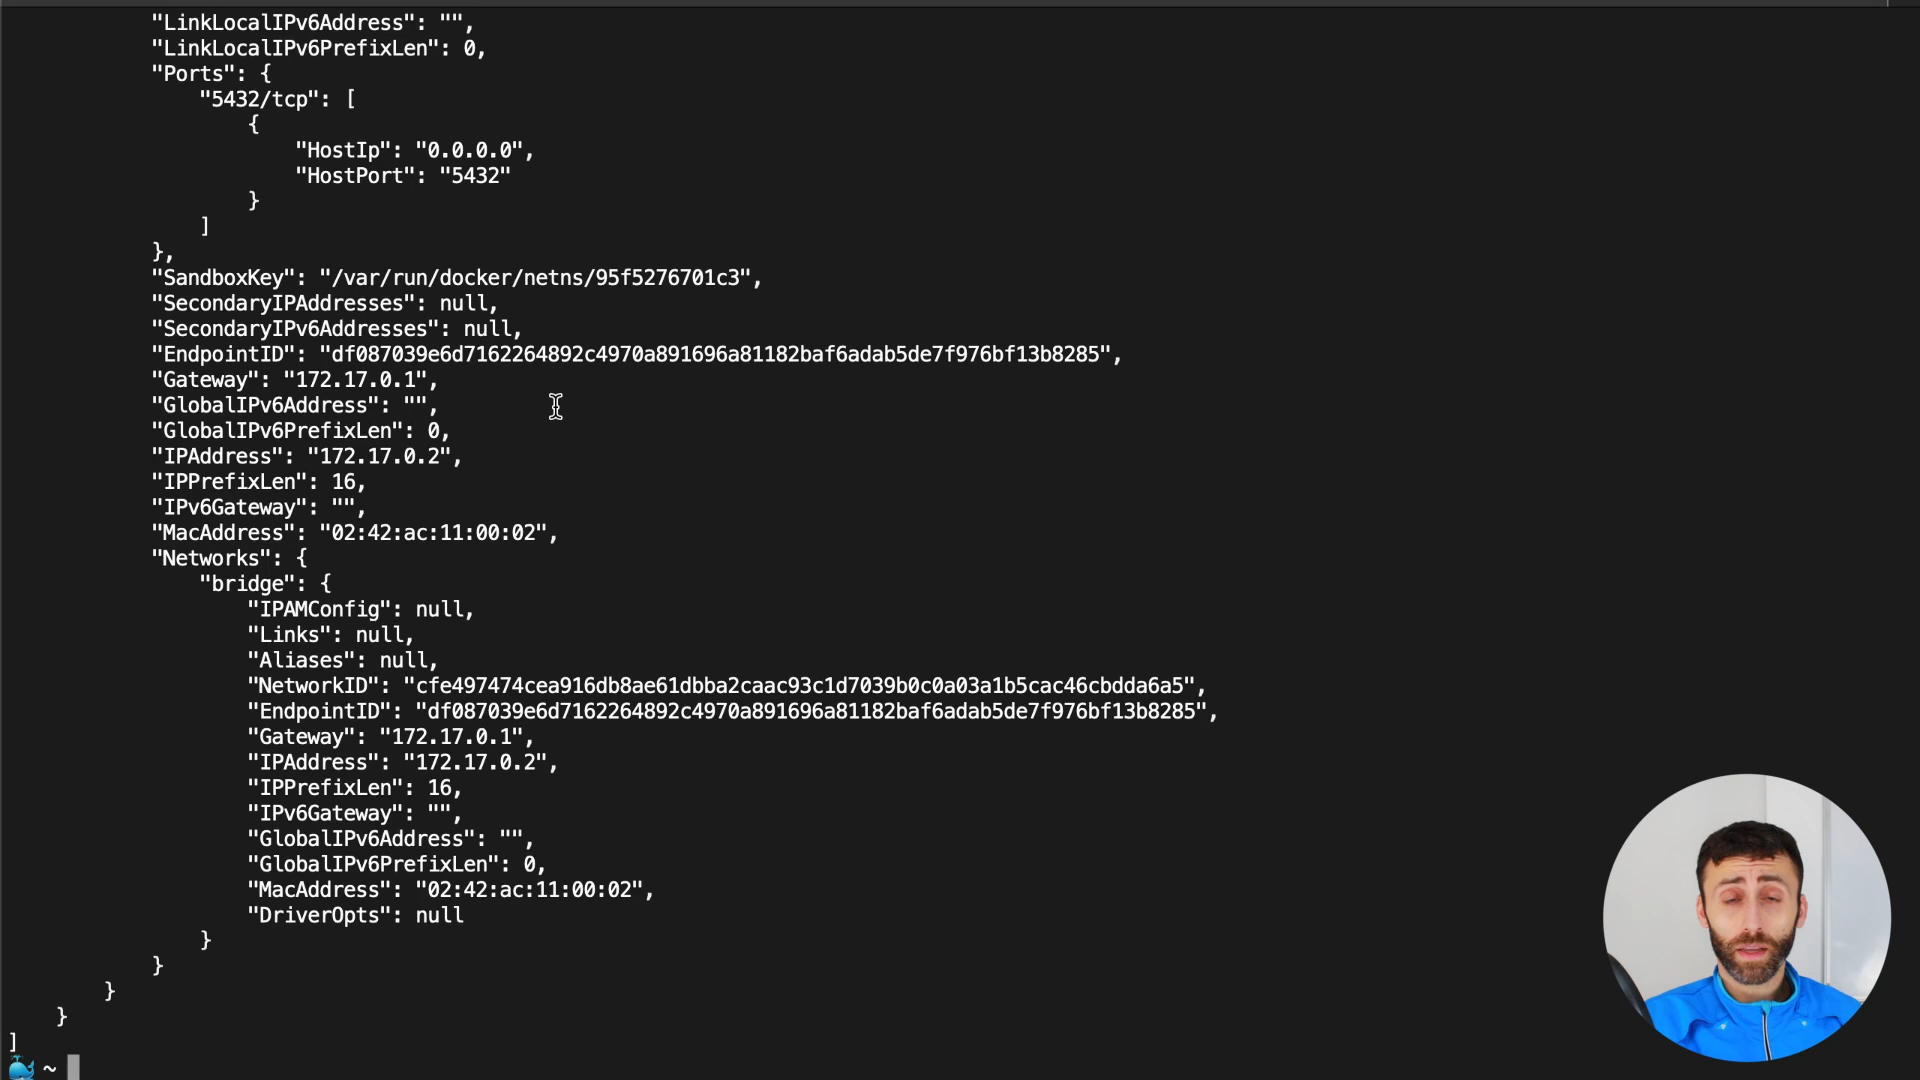 "LinkLocalIPv6Address": "",
"LinkLocalIPv6PrefixLen": 0,
"Ports": {
"5432/tcp": [
{
"HostIp": "0.0.0.0",
"HostPort": "5432"
}
]
},
"SandboxKey": "/var/run/docker/netns/95f5276701c3",
"SecondaryIPAddresses": null,
"SecondaryIPv6Addresses": null,
"EndpointID": "df087039e6d7162264892c4970a891696a81182baf6adab5de7f976bf13b8285",
"Gateway": "172.17.0.1",
"GlobalIPv6Address": "",
"GlobalIPv6PrefixLen": 0,
"IPAddress": "172.17.0.2",
"IPPrefixLen": 16,
"IPv6Gateway": "",
"MacAddress": "02:42:ac:11:00:02",
"Networks": {
"bridge": {
"IPAMConfig": null,
"Links": null,
"Aliases": null,
"NetworkID": "cfe497474cea916db8ae61dbba2caac93c1d7039b0c0a03a1b5cac46cbdda6a5",
"EndpointID": "df087039e6d7162264892c4970a891696a81182baf6adab5de7f976bf13b8285",
"Gateway": "172.17.0.1",
"IPAddress": "172.17.0.2",
"IPPrefixLen": 16,
"IPv6Gateway": "",
"GlobalIPv6Address": "",
"GlobalIPv6PrefixLen": 0,
"MacAddress": "02:42:ac:11:00:02",
"DriverOpts": null
}
}
}
}
]
🐳 ~